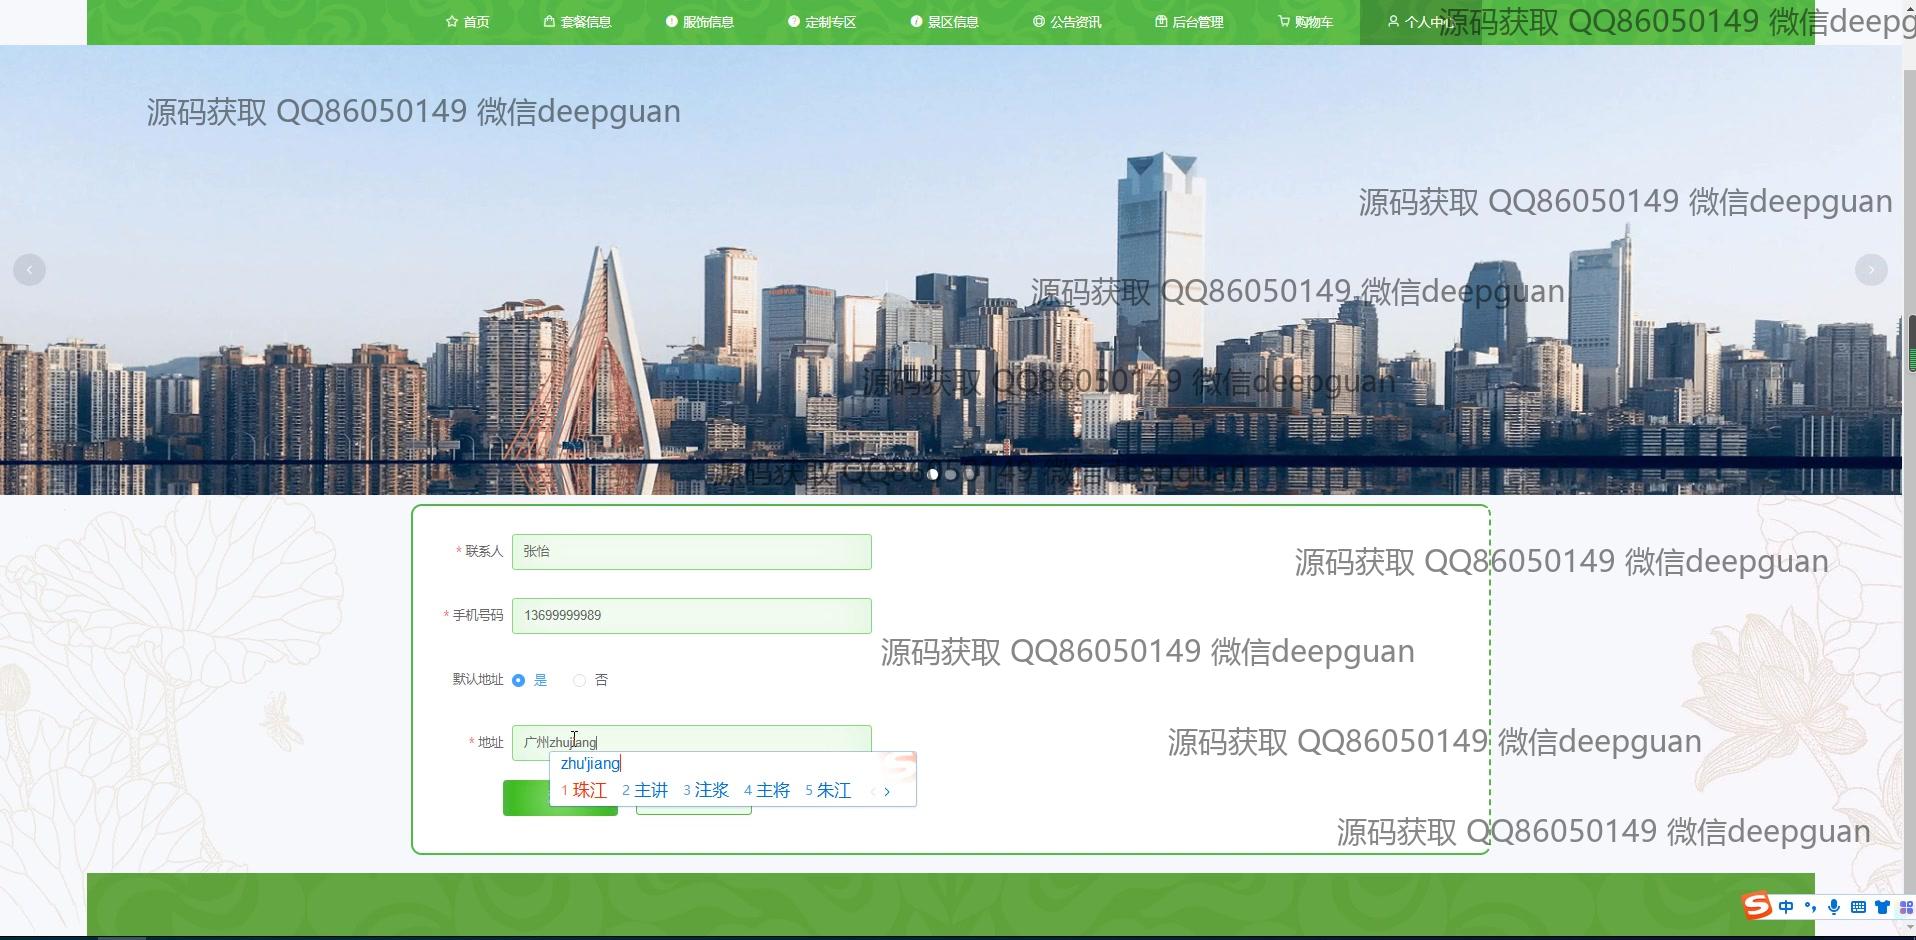 首页 套餐信息 服饰信息 定制专区 景区信息 公告资讯 后台管理 购物车 个人中心
源码获取 QQ86050149 微信deepg
源码获取 QQ86050149 微信deepguan
源码获取 QQ86050149 微信deepguan
源码获取 QQ86050149 微信deepguan
源码获取 QQ86050149 微信deepguan
源码获取 QQ86050149 微信deepguan
* 联系人 张怡
源码获取 QQ86050149 微信deepguan
* 手机号码 13699999989
源码获取 QQ86050149 微信deepguan
默认地址 是 否
* 地址 广州zhujiang
源码获取 QQ86050149 微信deepguan
zhu'jiang
1 珠江 2 主讲 3 注浆 4 主将 5 朱江
源码获取 QQ86050149 微信deepguan
中